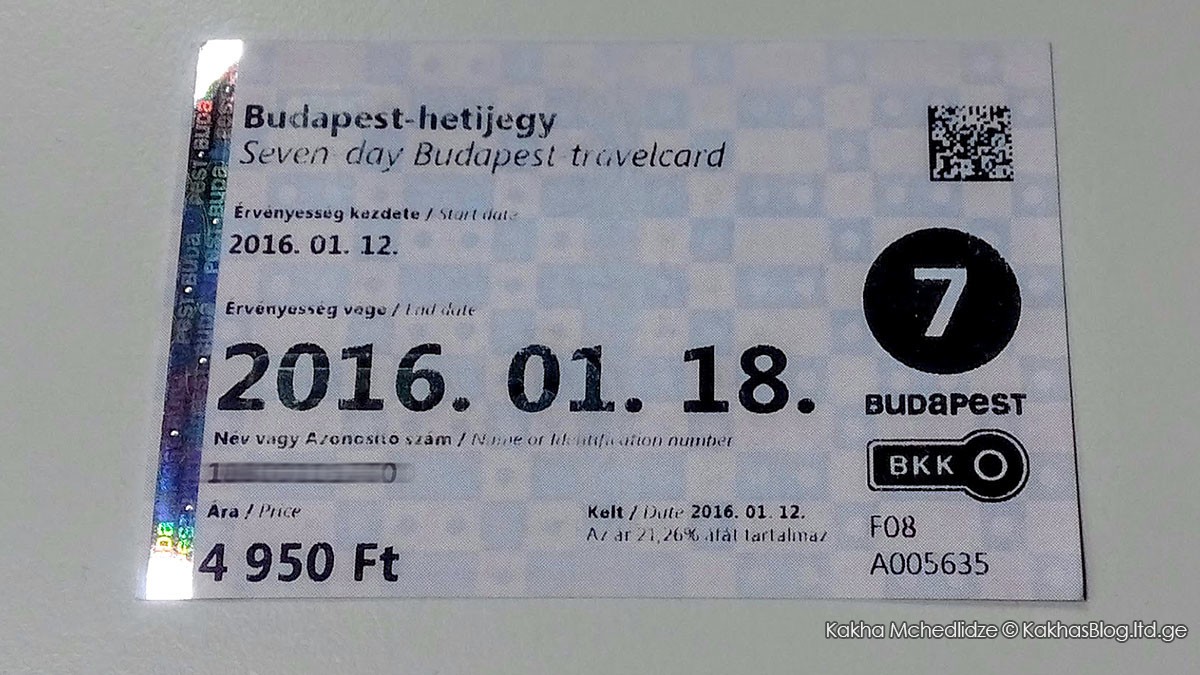 Budapest-hetijegy
Seven day Budapest travelcard
Érvényesség kezdete / Start date
2016. 01. 12.
Érvényesség vége / End date
2016. 01. 18.
Név vagy Azonosító szám / Name or Identification number
Ára / Price
4 950 Ft
Kelt / Date 2016. 01. 12.
Az ár 21,26% áfát tartalmaz
7
BUDAPEST
BKK
F08
A005635
Kakha Mchedlidze © KakhasBlog.ltd.ge